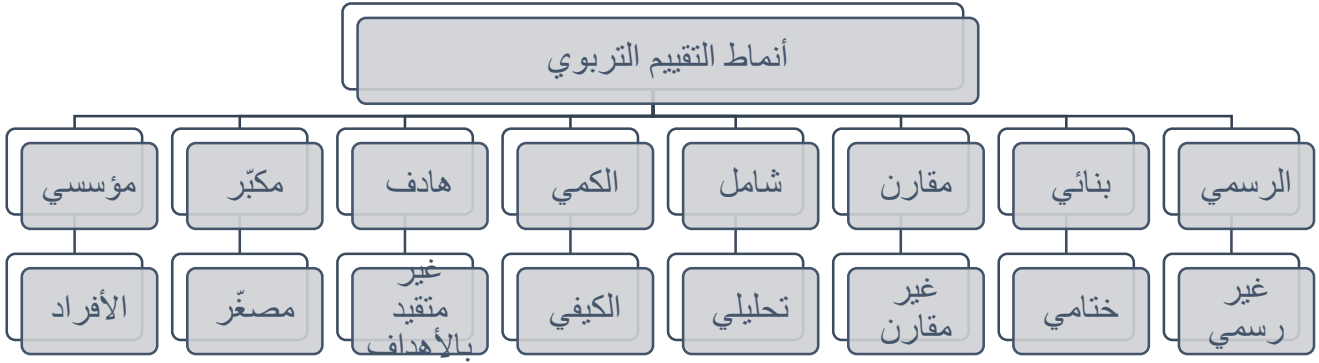 أنماط التقييم التربوي
الرسمي
بنائي
مقارن
شامل
الكمي
هادف
مكبّر
مؤسسي
غير
رسمي
ختامي
غير
مقارن
تحليلي
الكيفي
غير
متقيد
بالأهداف
مصغّر
الأفراد